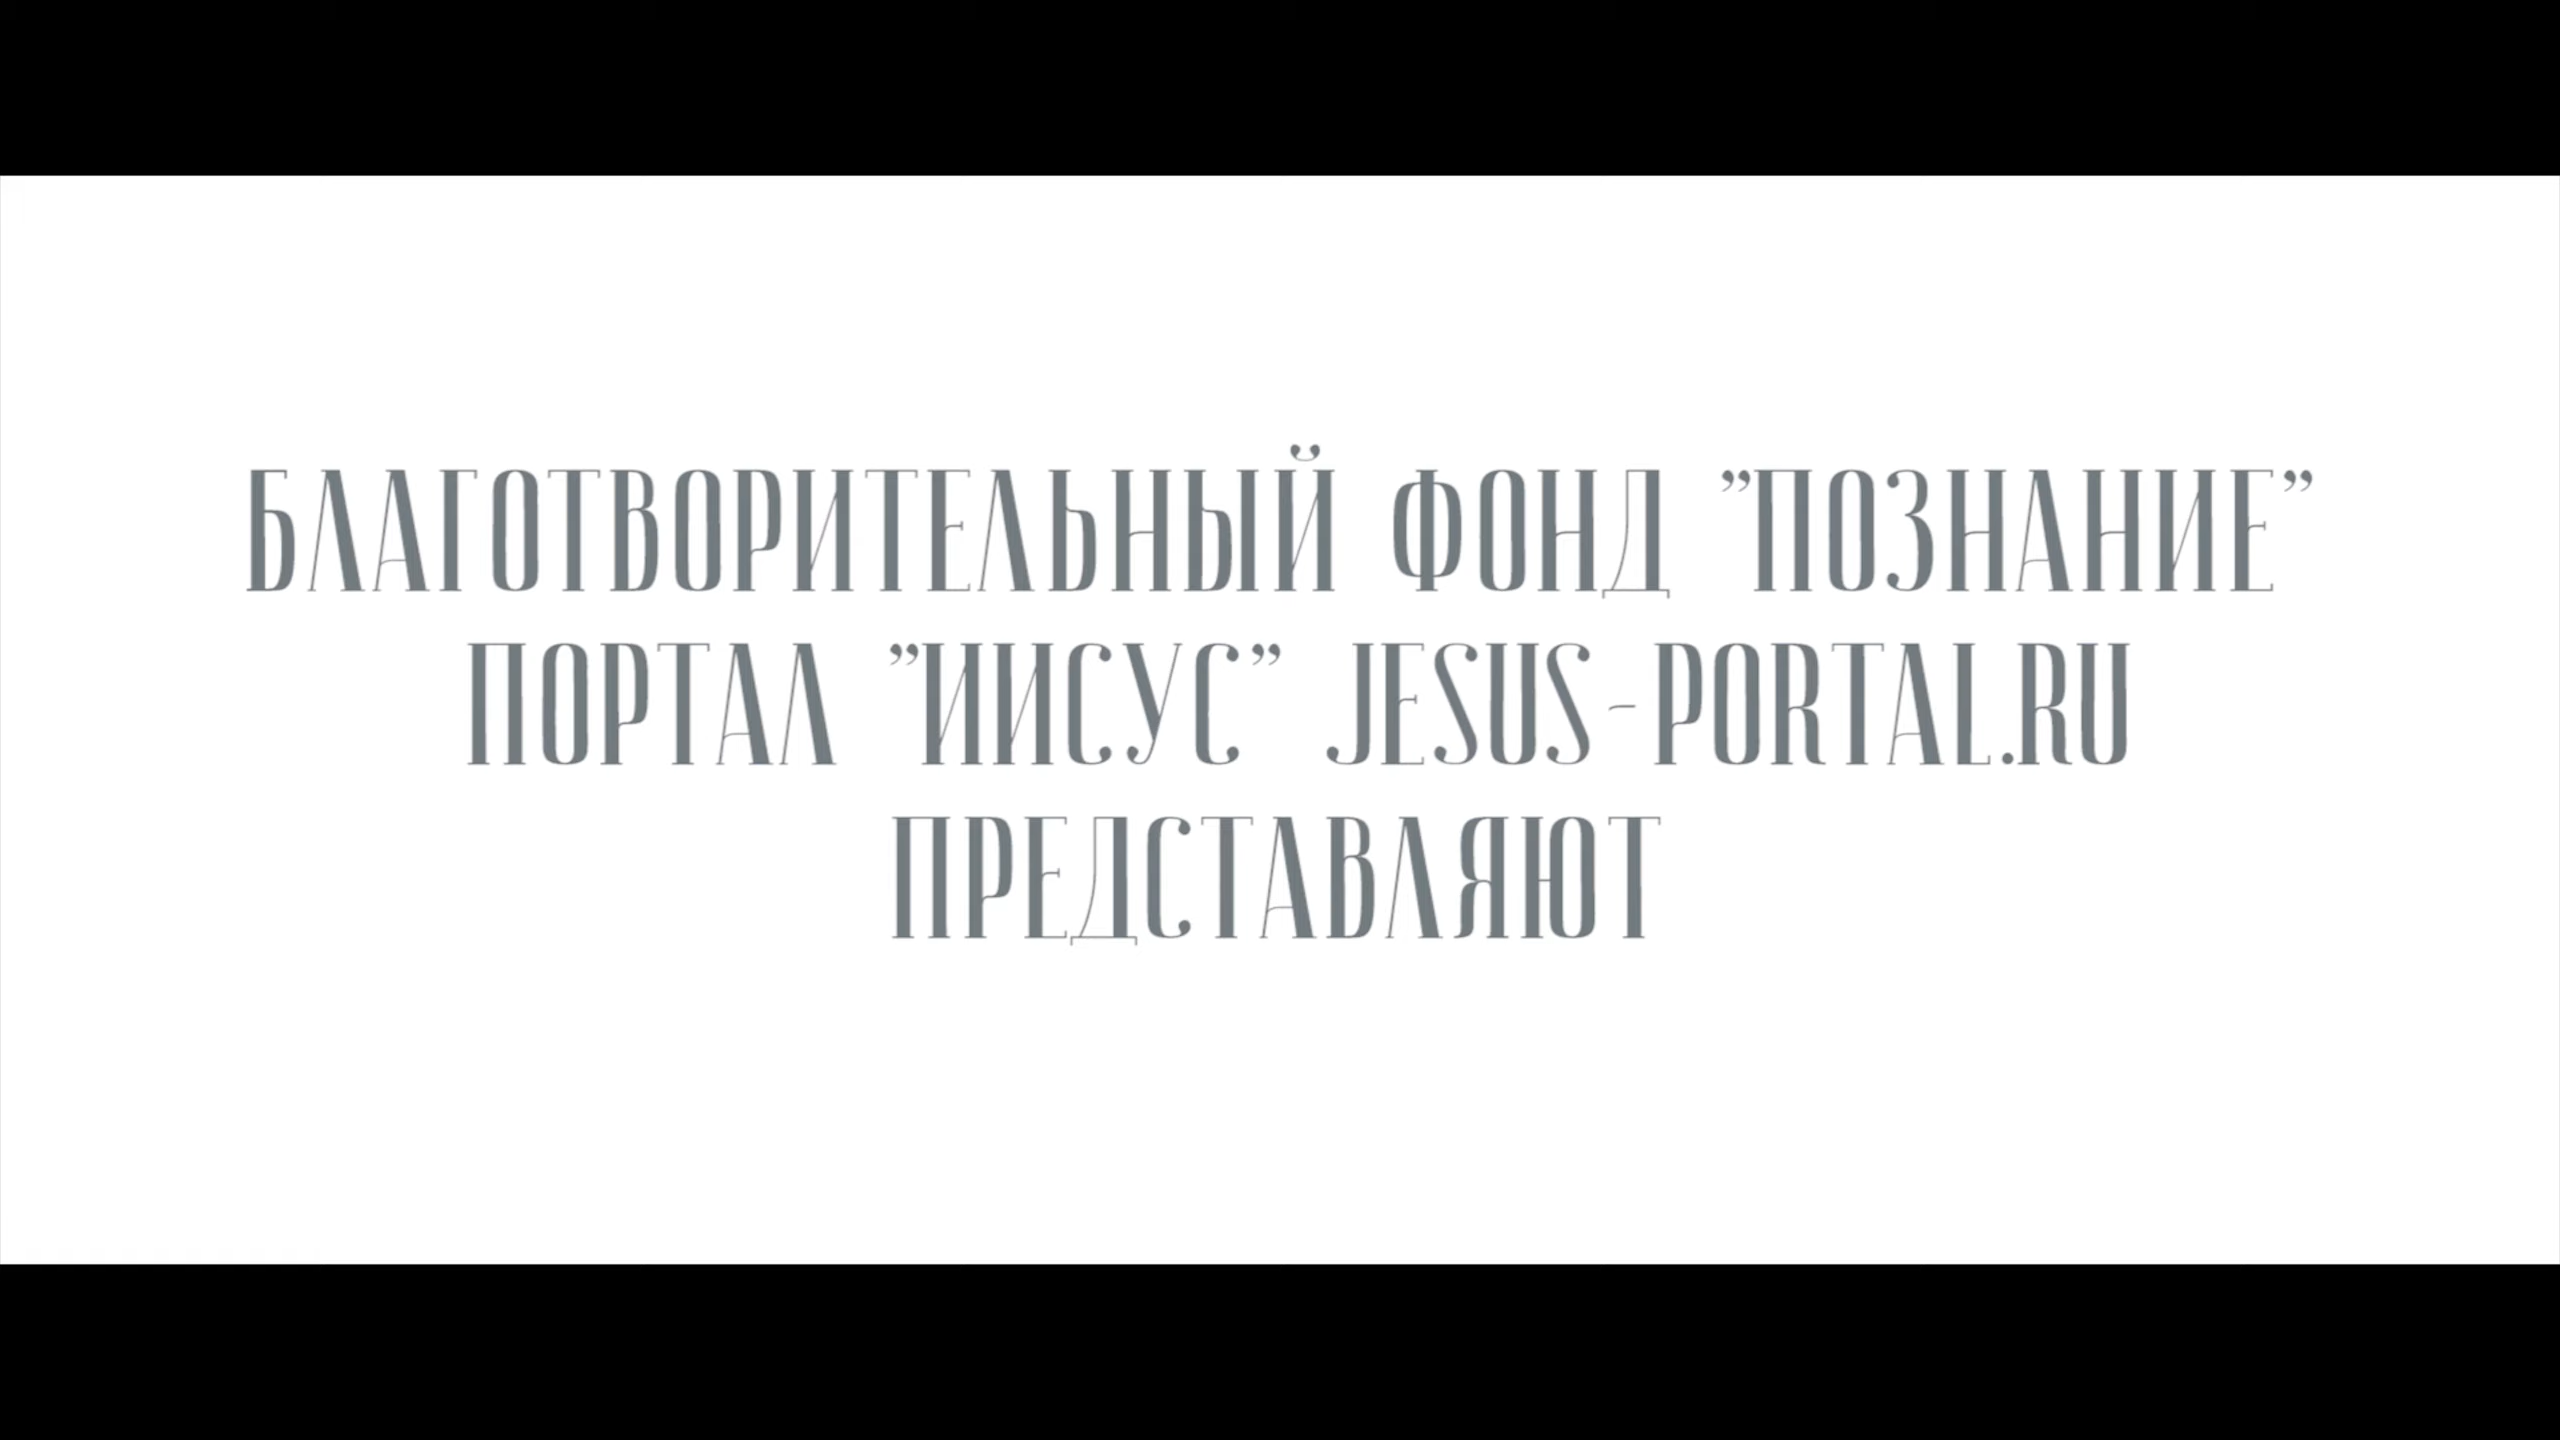 БЛАГОТВОРИТЕЛЬНЫЙ ФОНД ”ПОЗНАНИЕ”
ПОРТАЛ ”ИИСУС” JESUS-PORTAL.RU
ПРЕДСТАВЛЯЮТ